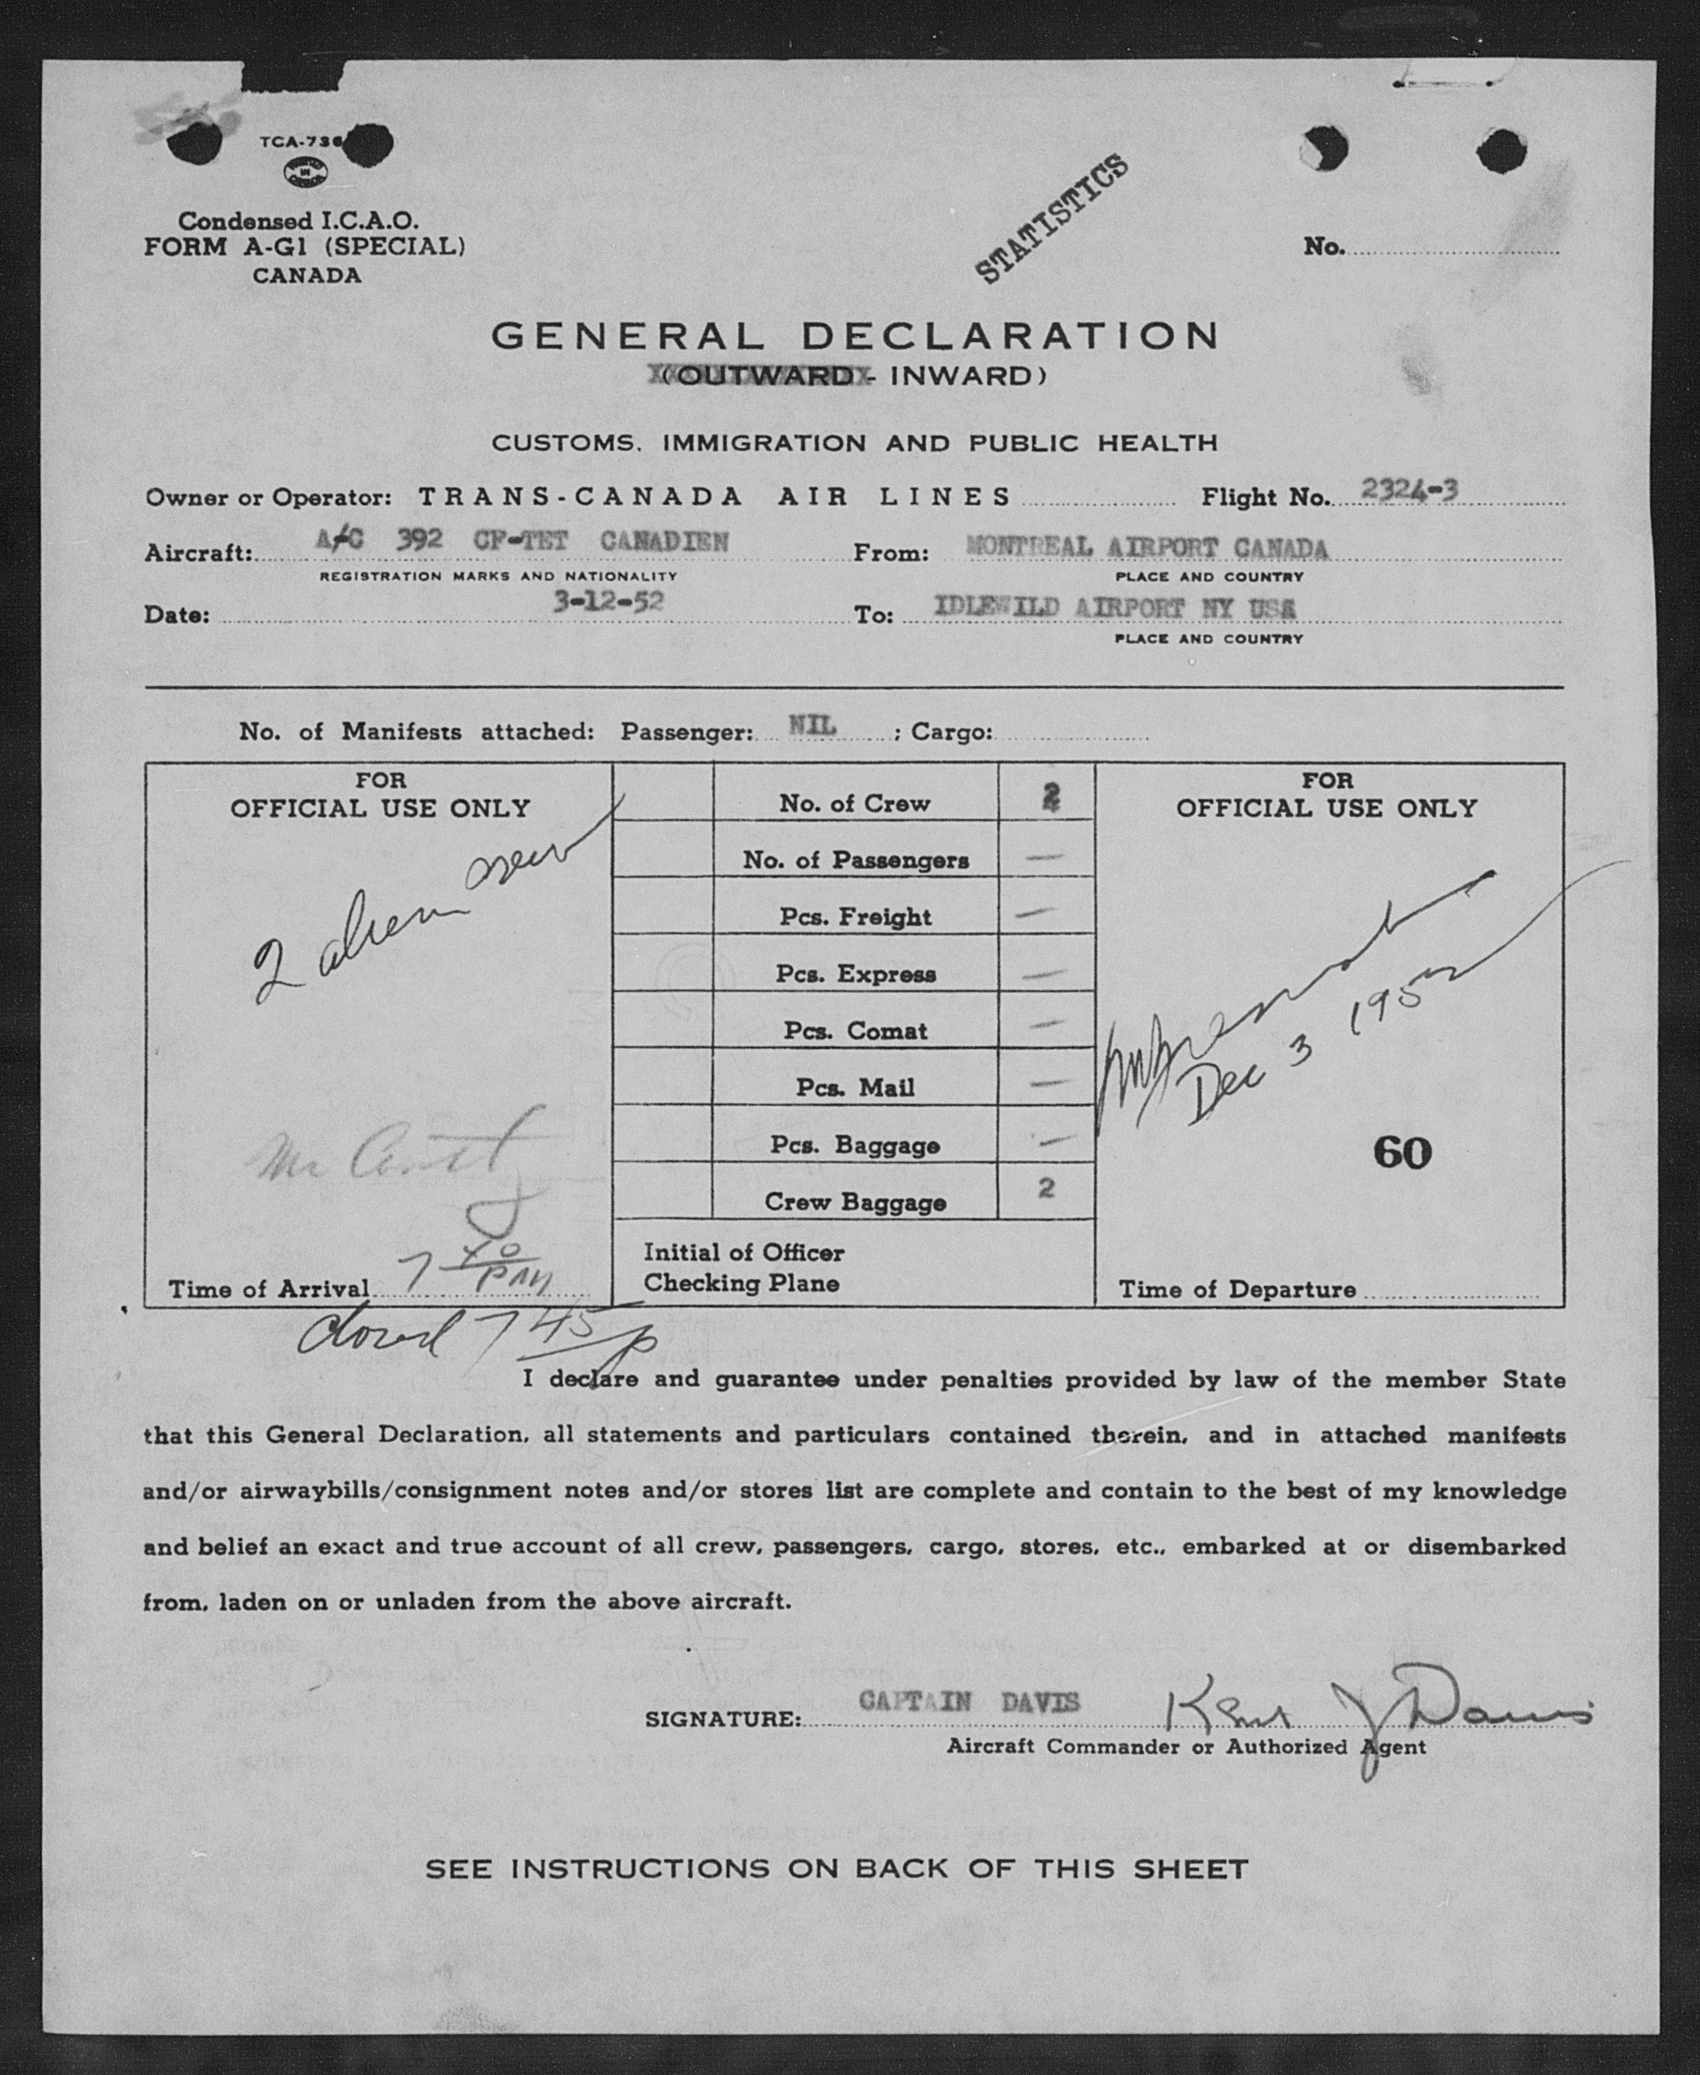 TCA-736
Condensed I.C.A.O.
FORM A-G1 (SPECIAL)
CANADA
STATISTICS
No.
GENERAL DECLARATION
(OUTWARD - INWARD)
CUSTOMS, IMMIGRATION AND PUBLIC HEALTH
Owner or Operator: TRANS-CANADA AIR LINES Flight No. 2324-3
Aircraft: A/C 392 CF-TET CANADIEN From: MONTREAL AIRPORT CANADA
REGISTRATION MARKS AND NATIONALITY PLACE AND COUNTRY
Date: 3-12-52 To: IDLEWILD AIRPORT NY USA
PLACE AND COUNTRY
No. of Manifests attached: Passenger: NIL ; Cargo:
FOR
OFFICIAL USE ONLY
2 alien crew
Mr
7 40 PM
Time of Arrival
closed 7 45 p
No. of Crew 2
No. of Passengers —
Pcs. Freight —
Pcs. Express —
Pcs. Comat —
Pcs. Mail —
Pcs. Baggage —
Crew Baggage 2
Initial of Officer
Checking Plane
FOR
OFFICIAL USE ONLY
Dec 3 1952
60
Time of Departure
I declare and guarantee under penalties provided by law of the member State
that this General Declaration, all statements and particulars contained therein, and in attached manifests
and/or airwaybills/consignment notes and/or stores list are complete and contain to the best of my knowledge
and belief an exact and true account of all crew, passengers, cargo, stores, etc., embarked at or disembarked
from, laden on or unladen from the above aircraft.
SIGNATURE: CAPTAIN DAVIS Kent J Davis
Aircraft Commander or Authorized Agent
SEE INSTRUCTIONS ON BACK OF THIS SHEET